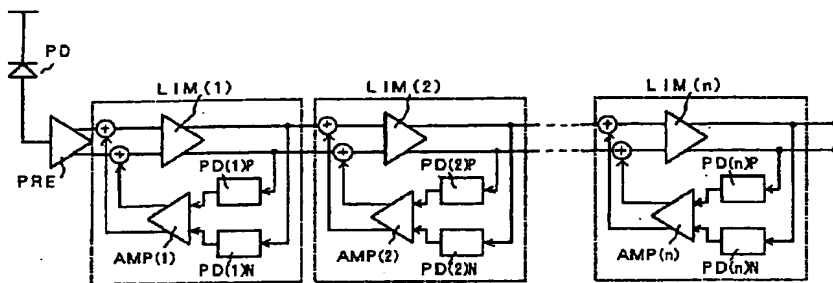 PD
LIM(1)
LIM(2)
LIM(n)
PRE
PD(1)P
PD(2)P
PD(n)P
AMP(1)
PD(1)N
AMP(2)
PD(2)N
AMP(n)
PD(n)N